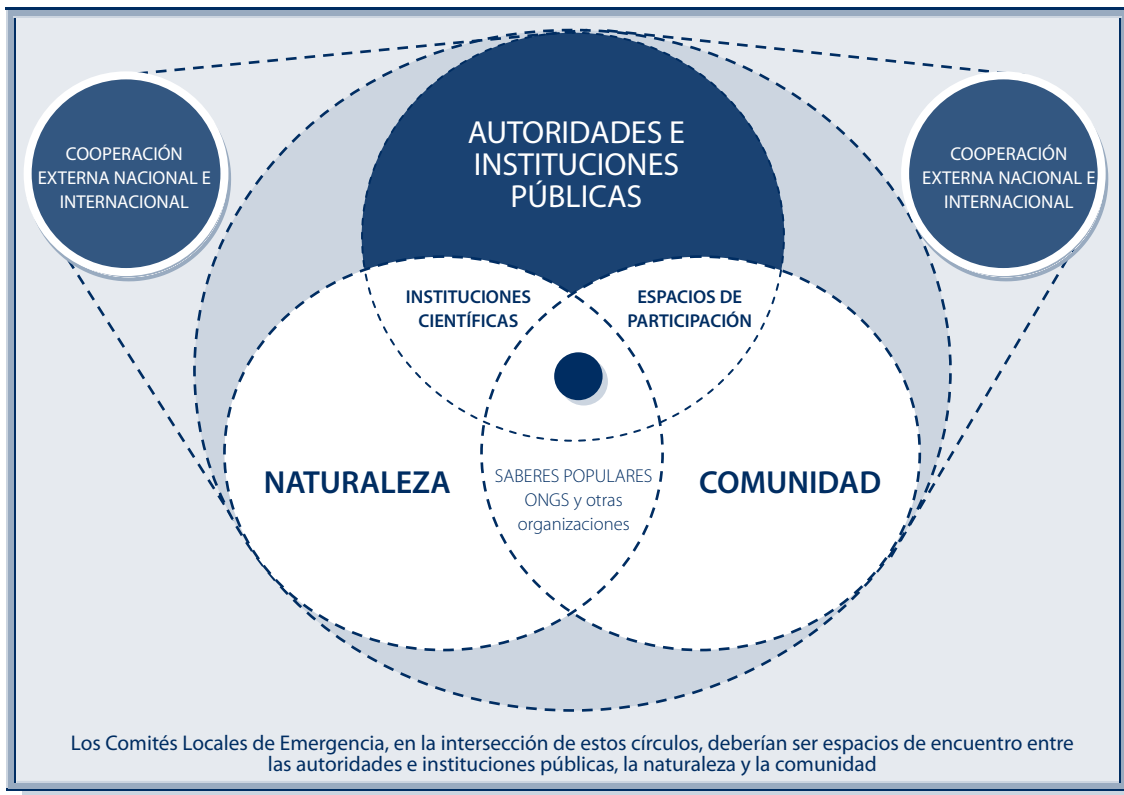 AUTORIDADES E
INSTITUCIONES
PÚBLICAS
COOPERACIÓN
EXTERNA NACIONAL E
INTERNACIONAL
COOPERACIÓN
EXTERNA NACIONAL E
INTERNACIONAL
INSTITUCIONES
CIENTÍFICAS
ESPACIOS DE
PARTICIPACIÓN
NATURALEZA
SABERES POPULARES
ONGS y otras
organizaciones
COMUNIDAD
Los Comités Locales de Emergencia, en la intersección de estos círculos, deberían ser espacios de encuentro entre
las autoridades e instituciones públicas, la naturaleza y la comunidad